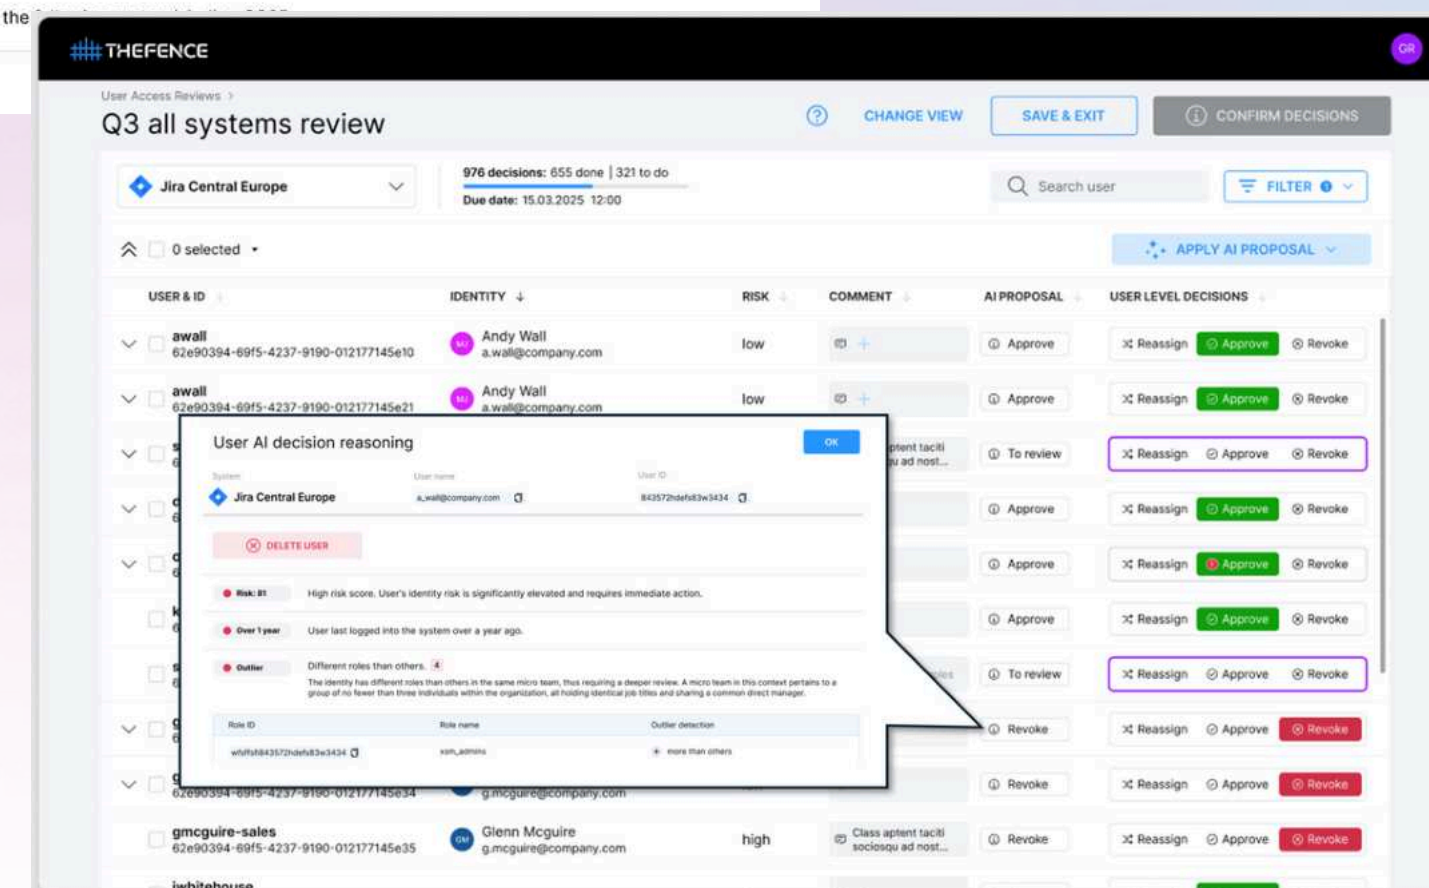 the
THEFENCE
GR
User Access Reviews >
Q3 all systems review
CHANGE VIEW
SAVE & EXIT
CONFIRM DECISIONS
Jira Central Europe
976 decisions: 655 done | 321 to do
Due date: 15.03.2025 12:00
Search user
FILTER
0 selected
APPLY AI PROPOSAL
USER & ID IDENTITY RISK COMMENT AI PROPOSAL USER LEVEL DECISIONS
awall Andy Wall
62e90394-69f5-4237-9190-012177145e10 a.wall@company.com low Approve Reassign Approve Revoke
awall Andy Wall
62e90394-69f5-4237-9190-012177145e21 a.wall@company.com low Approve Reassign Approve Revoke
User AI decision reasoning OK
System User name User ID
Jira Central Europe a_wall@company.com 843572hdefs83w3434
DELETE USER
Risk: 81 High risk score. User's identity risk is significantly elevated and requires immediate action.
Over 1 year User last logged into the system over a year ago.
Outlier Different roles than others. 4
The identity has different roles than others in the same micro team, thus requiring a deeper review. A micro team in this context pertains to a
group of no fewer than three individuals within the organization, all holding identical job titles and sharing a common direct manager.
Role ID Role name Outlier detection
more than others
aptent taciti
ad nost...
To review Reassign Approve Revoke
Approve Reassign Approve Revoke
Approve Reassign Approve Revoke
Approve Reassign Approve Revoke
To review Reassign Approve Revoke
Revoke Reassign Approve Revoke
62e90394-69f5-4237-9190-012177145e34 g.mcguire@company.com Revoke Reassign Approve Revoke
gmcguire-sales GM Glenn Mcguire high Class aptent taciti
62e90394-69f5-4237-9190-012177145e35 g.mcguire@company.com sociosqu ad nost... Revoke Reassign Approve Revoke
jwhitehouse